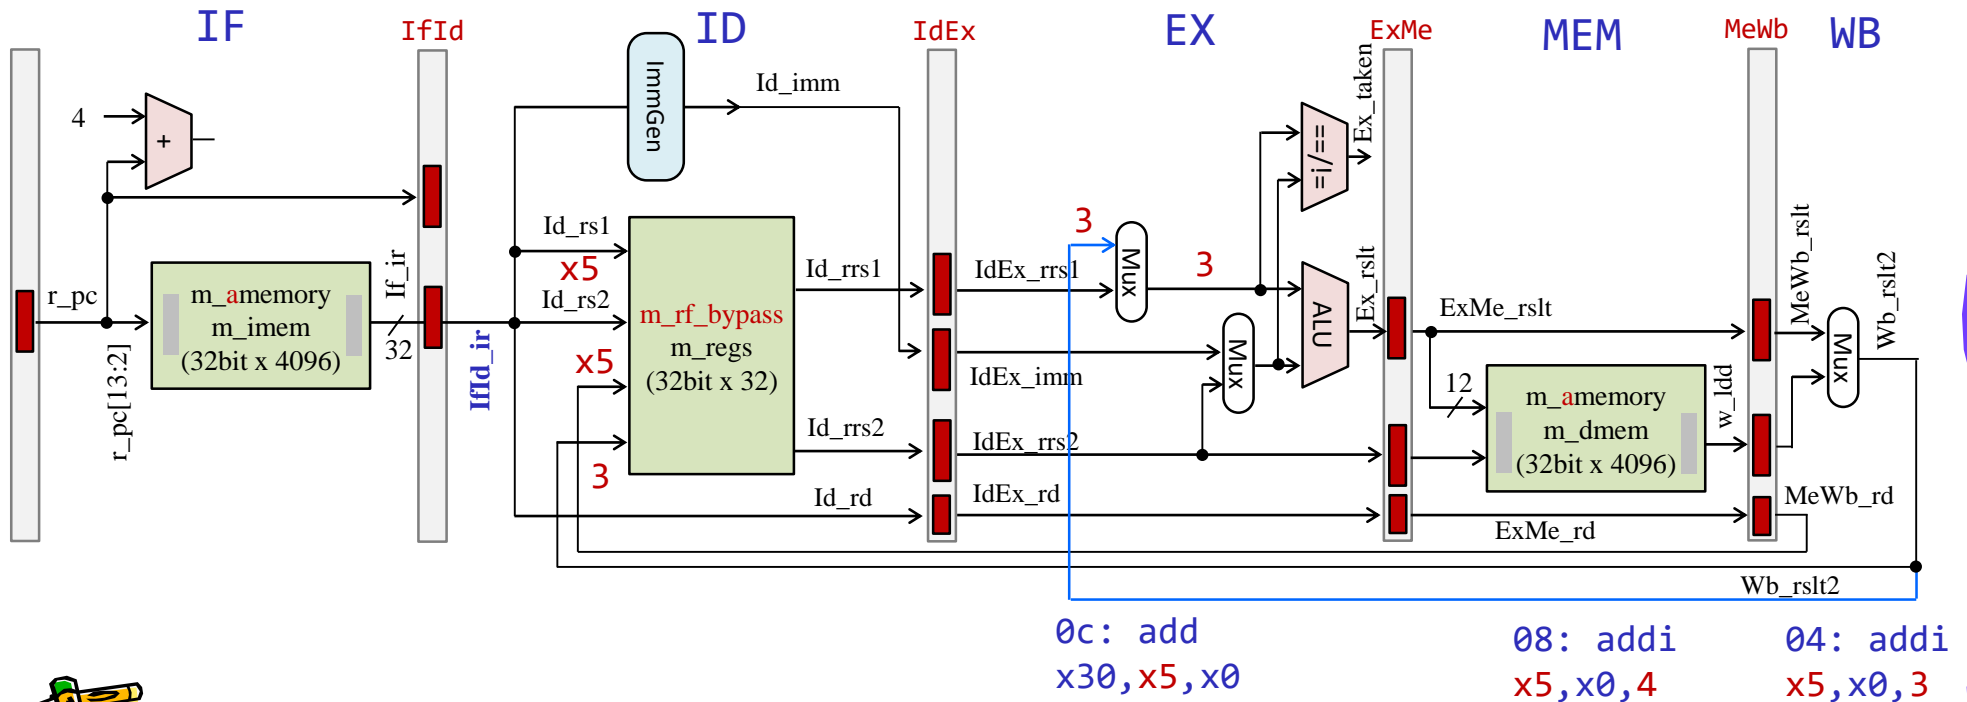 IF
IfId
ID
IdEx
EX
ExMe
MEM
MeWb
WB
4
+
ImmGen
Id_imm
==/!=
Ex_taken
Id_rs1
x5
Id_rs2
x5
3
m_rf_bypass
m_regs
(32bit x 32)
Id_rrs1
Id_rrs2
Id_rd
r_pc
r_pc[13:2]
m_amemory
m_imem
(32bit x 4096)
If_ir
32
IfId_ir
3
Mux
3
IdEx_rrs1
IdEx_imm
Mux
IdEx_rrs2
IdEx_rd
ALU
Ex_rslt
ExMe_rslt
12
m_amemory
m_dmem
(32bit x 4096)
w_ldd
ExMe_rd
MeWb_rslt
Mux
Wb_rslt2
MeWb_rd
Wb_rslt2
0c: add
x30,x5,x0
08: addi
x5,x0,4
04: addi
x5,x0,3